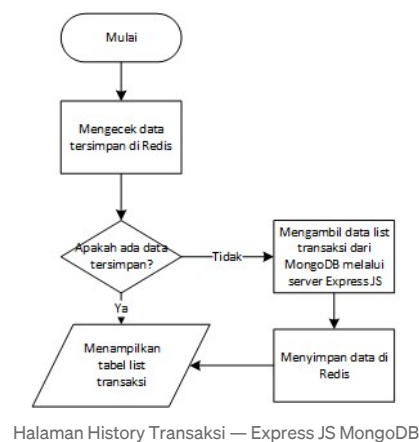 Mulai
Mengecek data
tersimpan di Redis
Apakah ada data
tersimpan?
Tidak
Mengambil data list
transaksi dari
MongoDB melalui
server Express JS
Ya
Menampilkan
tabel list
transaksi
Menyimpan data di
Redis
Halaman History Transaksi — Express JS MongoDB